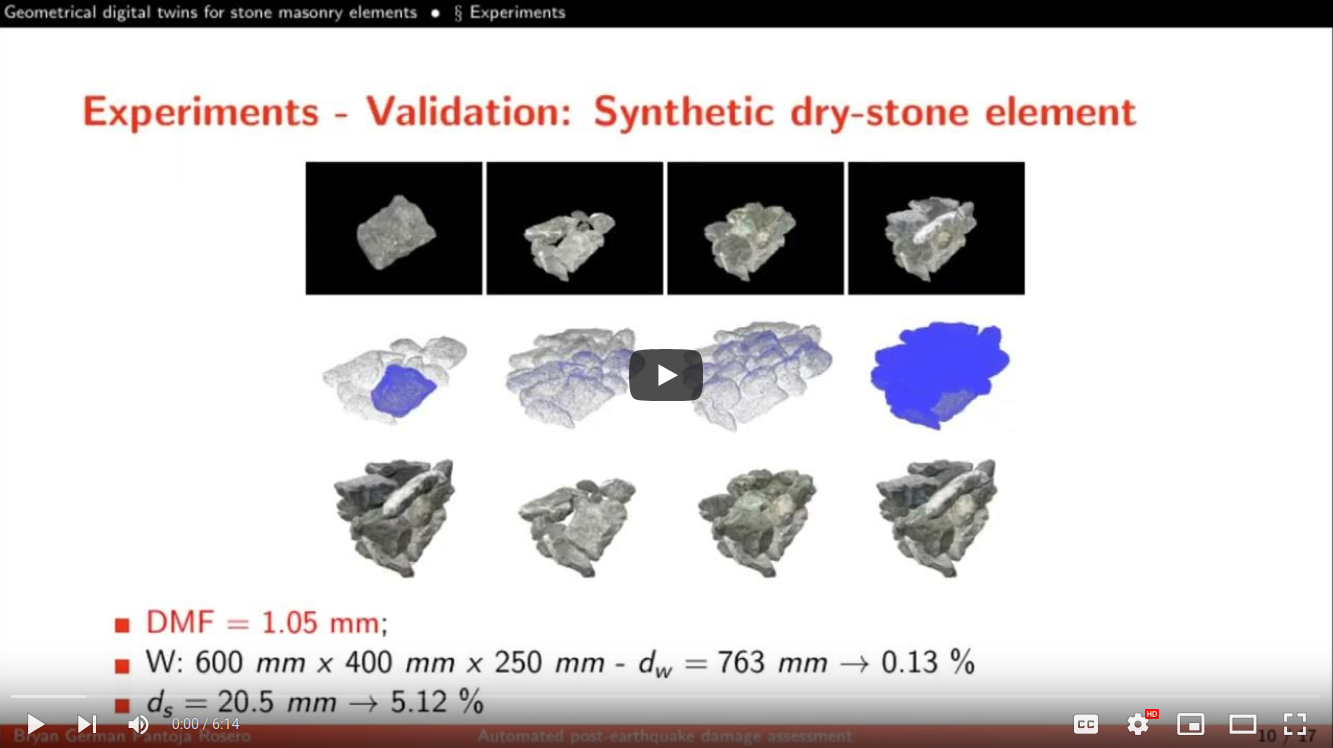 Geometrical digital twins for stone masonry elements • § Experiments
Experiments - Validation: Synthetic dry-stone element
DMF = 1.05 mm;
W: 600 mm x 400 mm x 250 mm - d_w = 763 mm → 0.13 %
d_s = 20.5 mm → 5.12 %
0:00 / 6:14
CC
HD
Bryan German Pantoja Rosero
Automated post-earthquake damage assessment
10 / 17